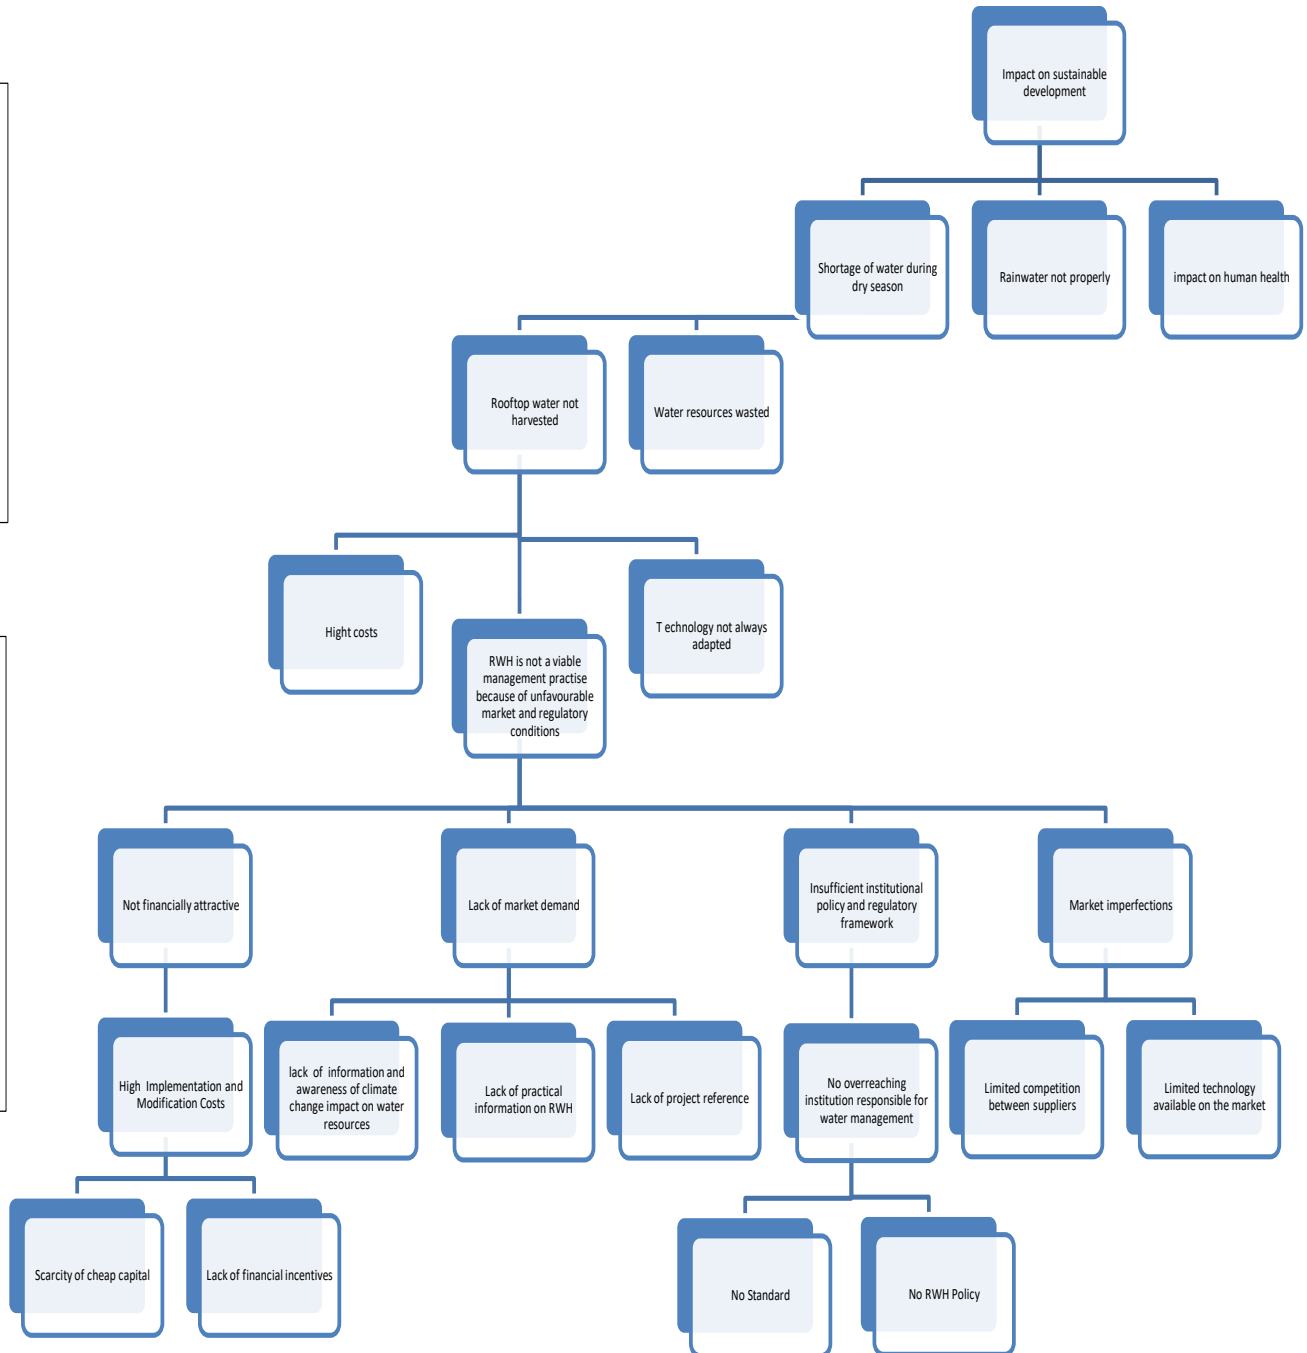 Impact on sustainable
development
Shortage of water during
dry season
Rainwater not properly
impact on human health
Rooftop water not
harvested
Water resources wasted
Hight costs
T echnology not always
adapted
RWH is not a viable
management practise
because of unfavourable
market and regulatory
conditions
Not financially attractive
Lack of market demand
Insufficient institutional
policy and regulatory
framework
Market imperfections
High Implementation and
Modification Costs
lack of information and
awareness of climate
change impact on water
resources
Lack of practical
information on RWH
Lack of project reference
No overreaching
institution responsible for
water management
Limited competition
between suppliers
Limited technology
available on the market
Scarcity of cheap capital
Lack of financial incentives
No Standard
No RWH Policy